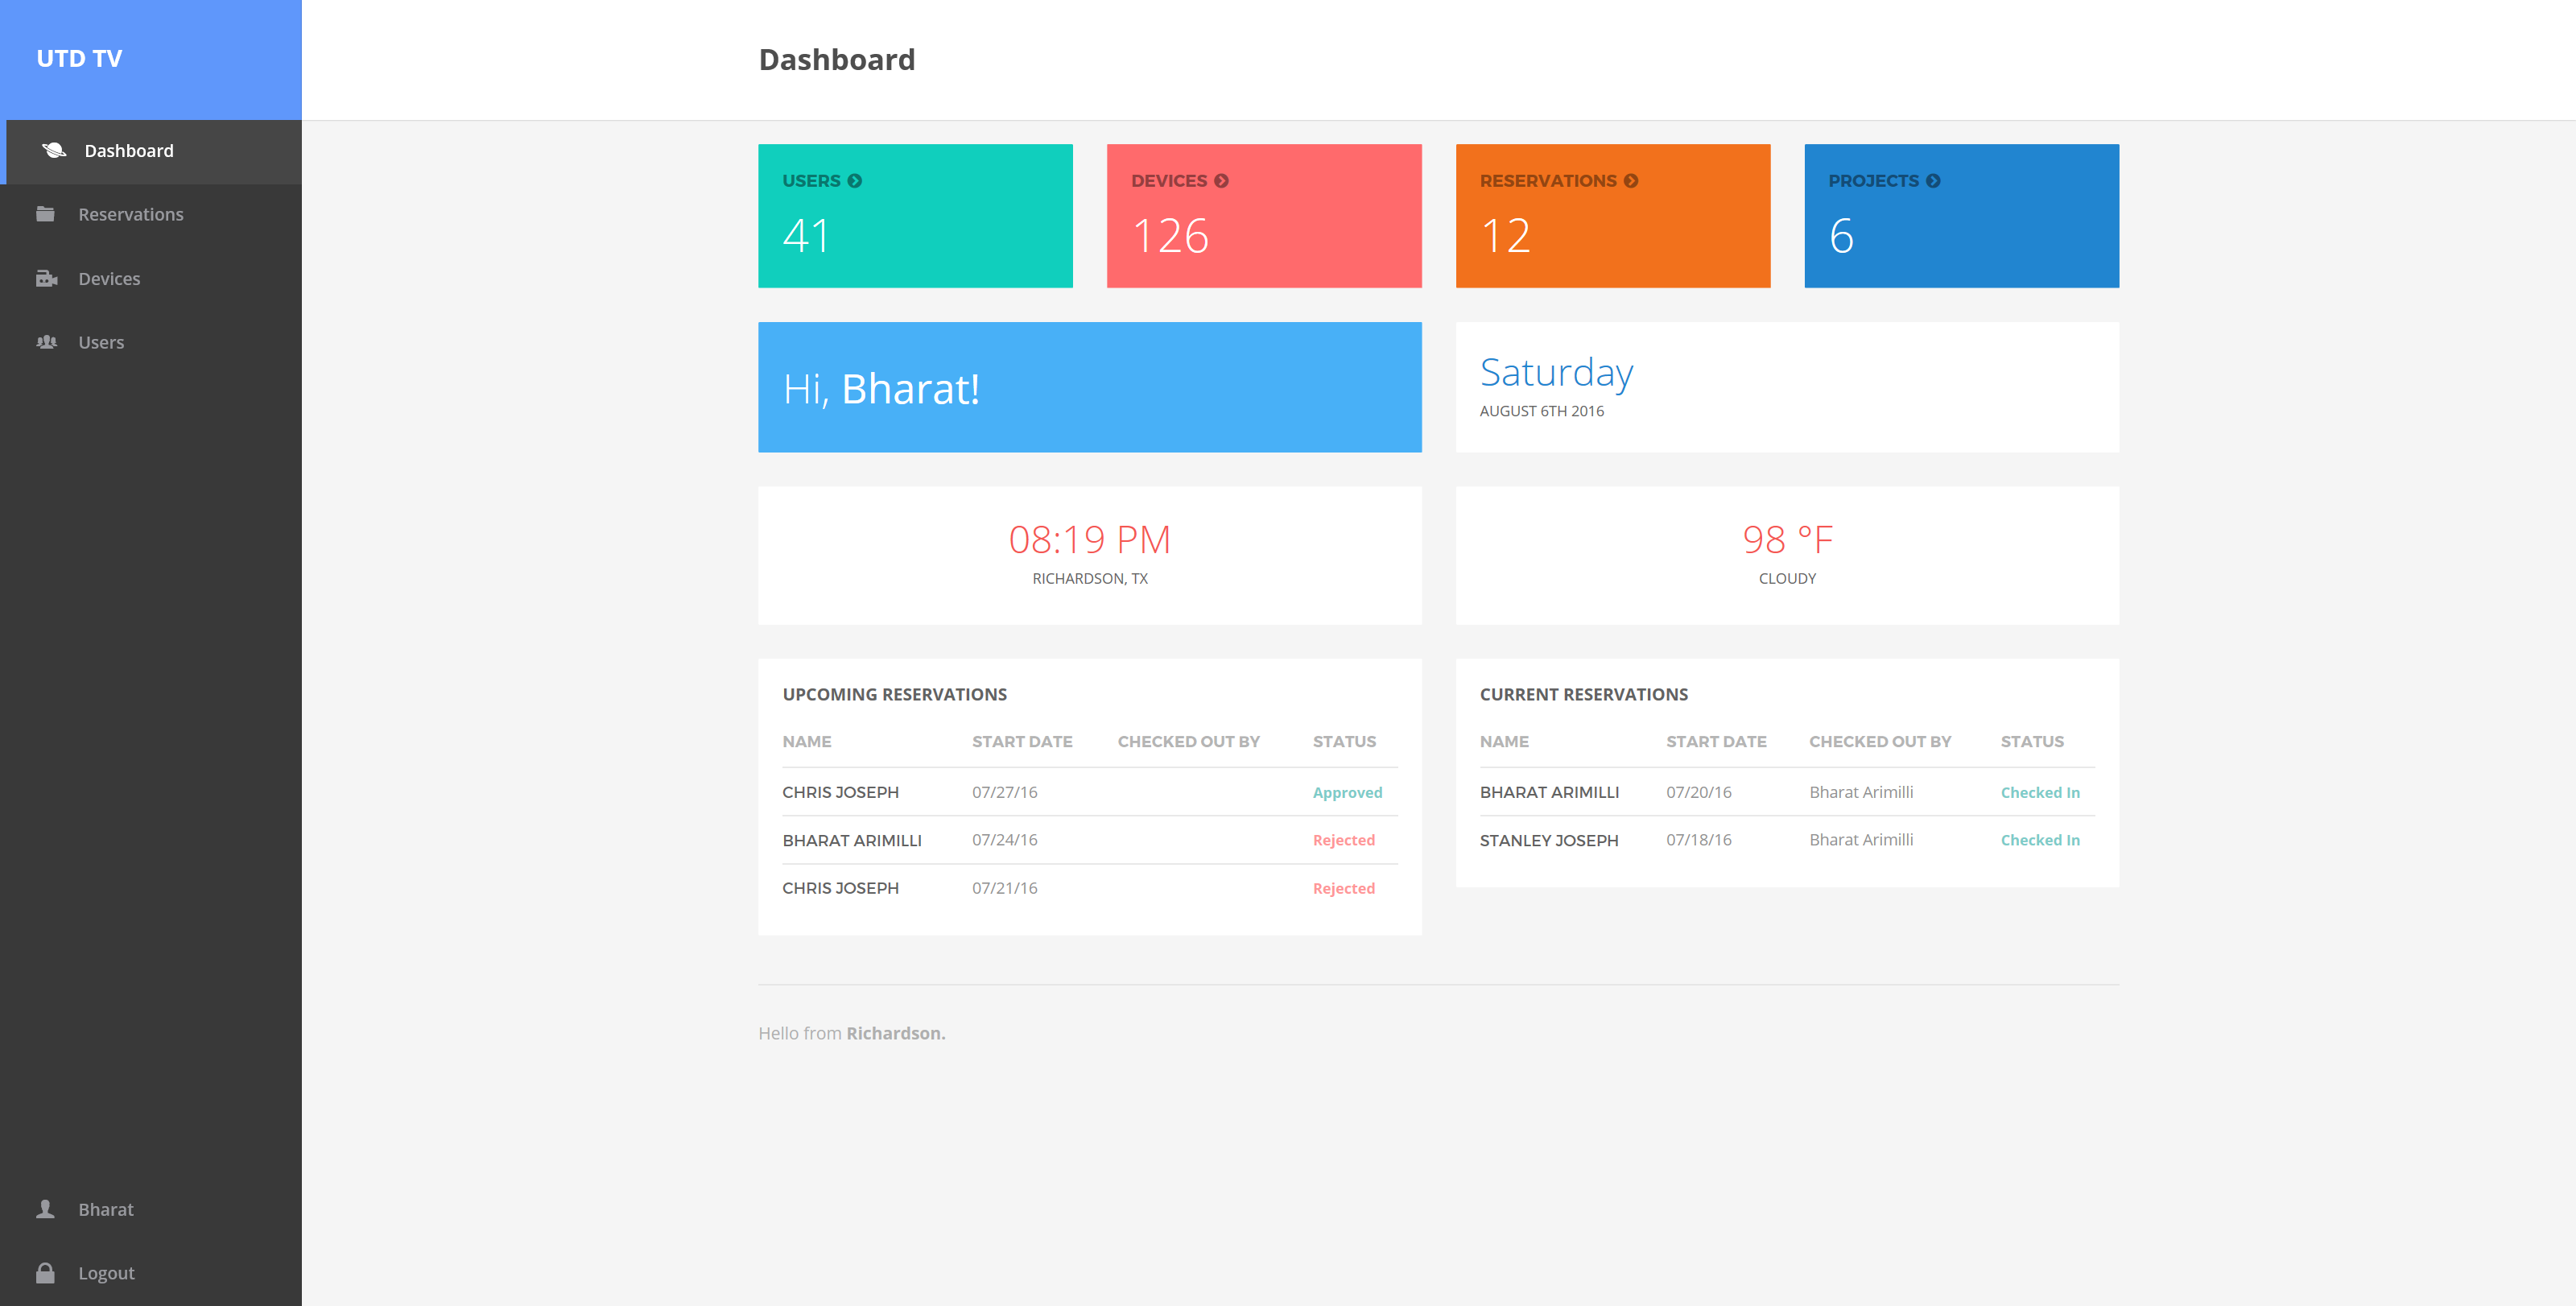 UTD TV
Dashboard
Dashboard
Reservations
Devices
Users
USERS
41
DEVICES
126
RESERVATIONS
12
PROJECTS
6
Hi, Bharat!
Saturday
AUGUST 6TH 2016
08:19 PM
RICHARDSON, TX
98 °F
CLOUDY
UPCOMING RESERVATIONS
NAME START DATE CHECKED OUT BY STATUS
CHRIS JOSEPH 07/27/16 Approved
BHARAT ARIMILLI 07/24/16 Rejected
CHRIS JOSEPH 07/21/16 Rejected
CURRENT RESERVATIONS
NAME START DATE CHECKED OUT BY STATUS
BHARAT ARIMILLI 07/20/16 Bharat Arimilli Checked In
STANLEY JOSEPH 07/18/16 Bharat Arimilli Checked In
Hello from Richardson.
Bharat
Logout